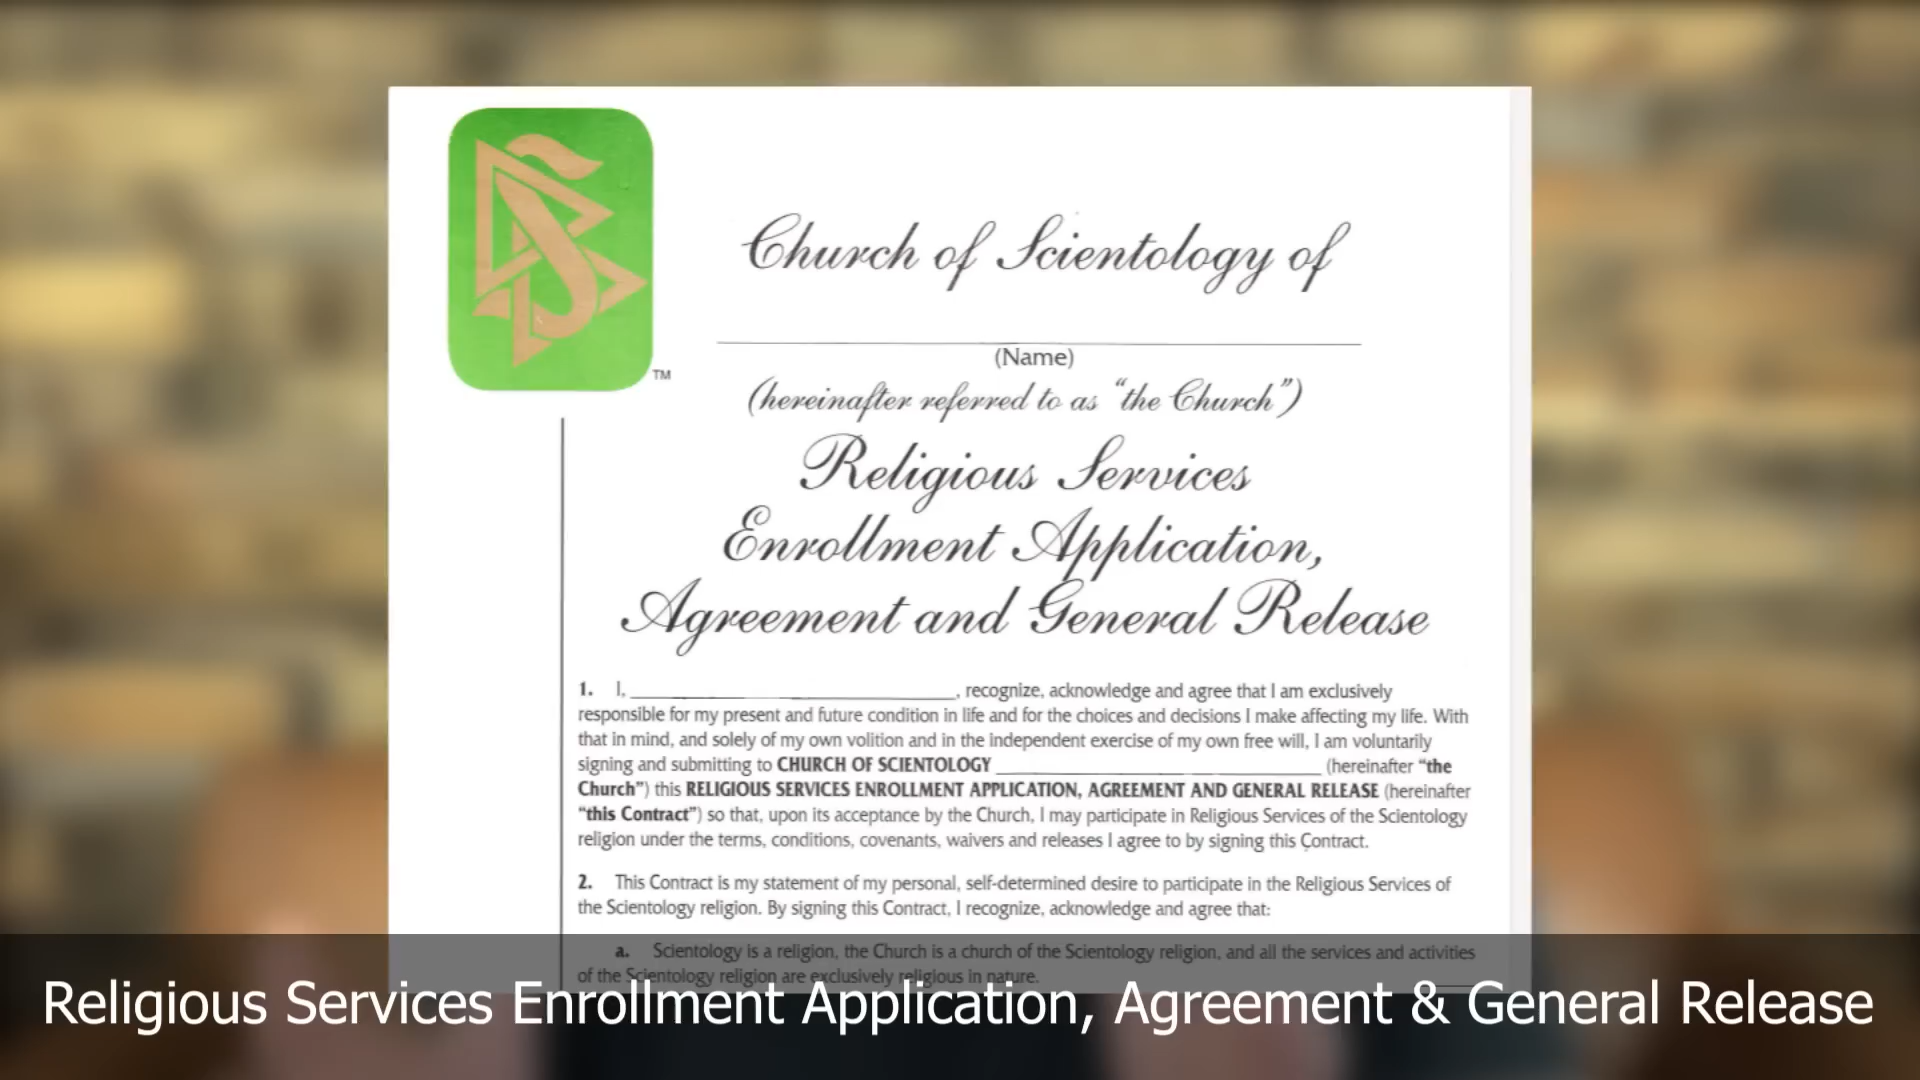 TM
Church of Scientology of
(Name)
(hereinafter referred to as “the Church”)
Religious Services
Enrollment Application,
Agreement and General Release
1. I, ____________________, recognize, acknowledge and agree that I am exclusively
responsible for my present and future condition in life and for the choices and decisions I make affecting my life. With
that in mind, and solely of my own volition and in the independent exercise of my own free will, I am voluntarily
signing and submitting to CHURCH OF SCIENTOLOGY ____________________ (hereinafter “the
Church”) this RELIGIOUS SERVICES ENROLLMENT APPLICATION, AGREEMENT AND GENERAL RELEASE (hereinafter
“this Contract”) so that, upon its acceptance by the Church, I may participate in Religious Services of the Scientology
religion under the terms, conditions, covenants, waivers and releases I agree to by signing this Contract.
2. This Contract is my statement of my personal, self-determined desire to participate in the Religious Services of
the Scientology religion. By signing this Contract, I recognize, acknowledge and agree that:
a. Scientology is a religion, the Church is a church of the Scientology religion, and all the services and activities
of the Scientology religion are exclusively religious in nature.
Religious Services Enrollment Application, Agreement & General Release